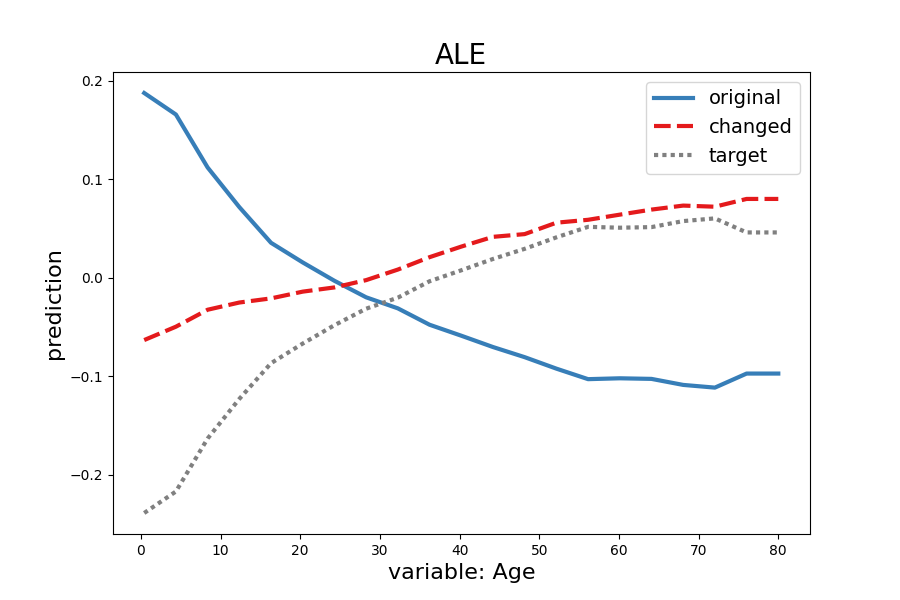 ALE
original
changed
target
0.2
0.1
0.0
−0.1
−0.2
prediction
0 10 20 30 40 50 60 70 80
variable: Age